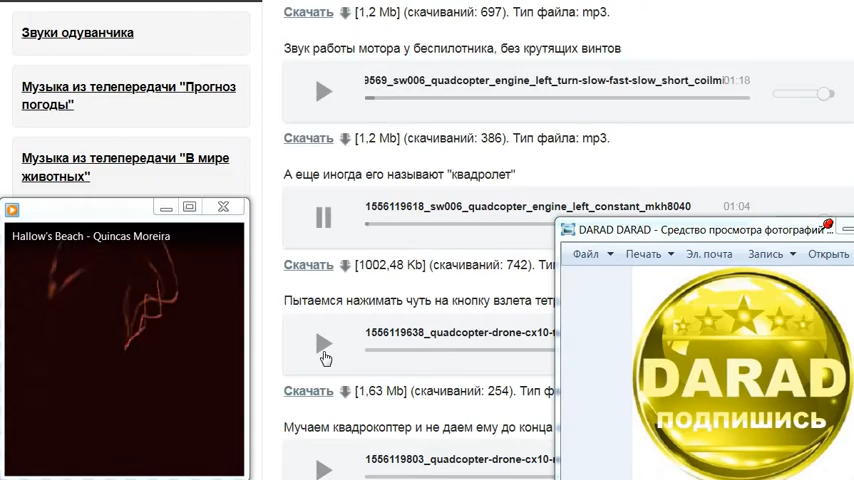 Звуки одуванчика
Музыка из телепередачи "Прогноз
погоды"
Музыка из телепередачи "В мире
животных"
Скачать [1,2 Mb] (cкачиваний: 697). Тип файла: mp3.
Звук работы мотора у беспилотника, без крутящих винтов
9569_sw006_quadcopter_engine_left_turn-slow-fast-slow_short_coilm 01:18
Скачать [1,2 Mb] (cкачиваний: 386). Тип файла: mp3.
А еще иногда его называют "квадролет"
1556119618_sw006_quadcopter_engine_left_constant_mkh8040 01:04
Скачать [1002,48 Kb] (cкачиваний: 742). Ти
Пытаемся нажимать чуть на кнопку взлета тет
1556119638_quadcopter-drone-cx10-
Скачать [1,63 Mb] (cкачиваний: 254). Тип ф
Мучаем квадрокоптер и не даем ему до конца
1556119803_quadcopter-drone-cx10-
Hallow's Beach - Quincas Moreira
DARAD DARAD - Средство просмотра фотографий ...
Файл Печать Эл. почта Запись Открыть
DARAD
подпишись